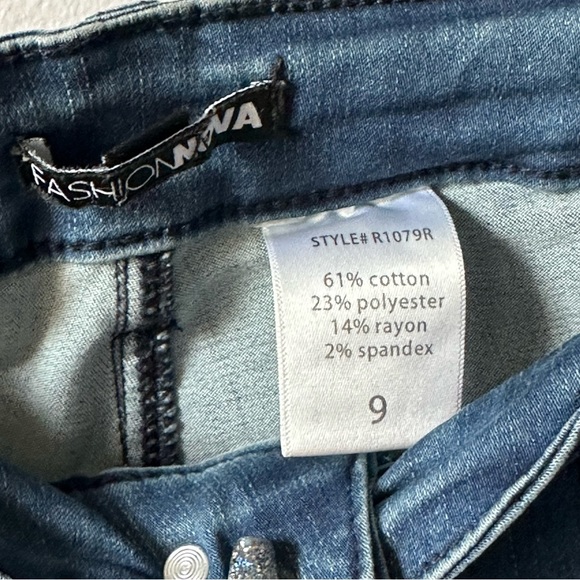 FASHIONNOVA
STYLE# R1079R
61% cotton
23% polyester
14% rayon
2% spandex
9